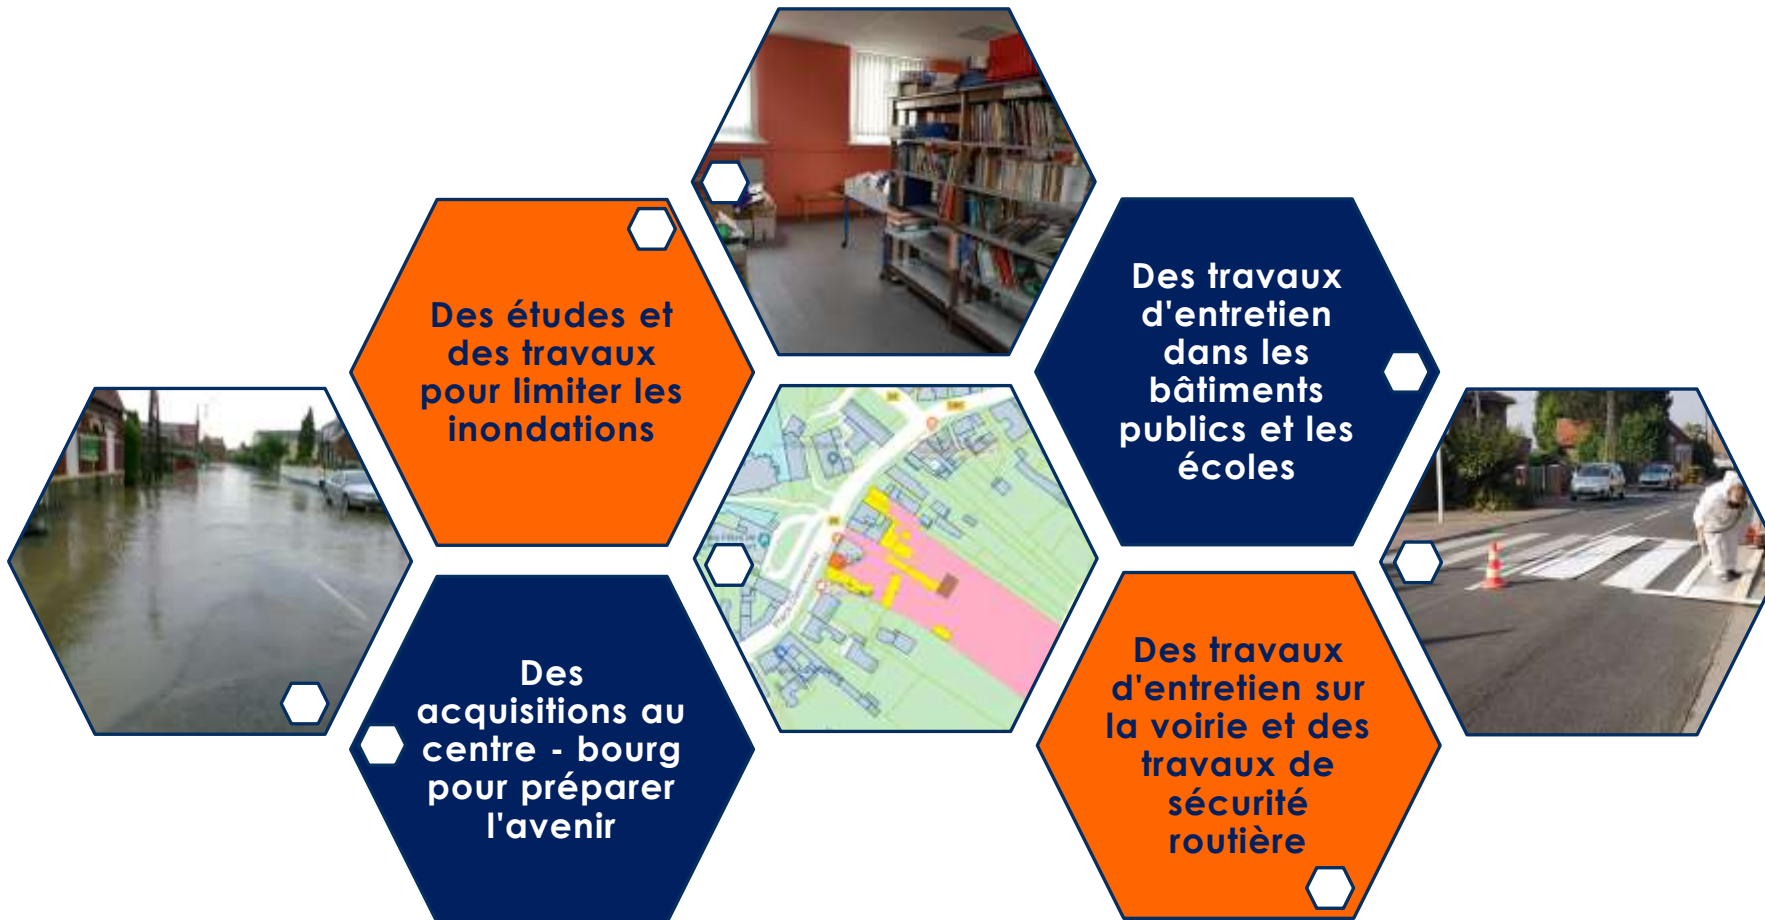 Des études et
des travaux
pour limiter les
inondations
Des travaux
d'entretien
dans les
bâtiments
publics et les
écoles
Des
acquisitions au
centre - bourg
pour préparer
l'avenir
Des travaux
d'entretien sur
la voirie et des
travaux de
sécurité
routière